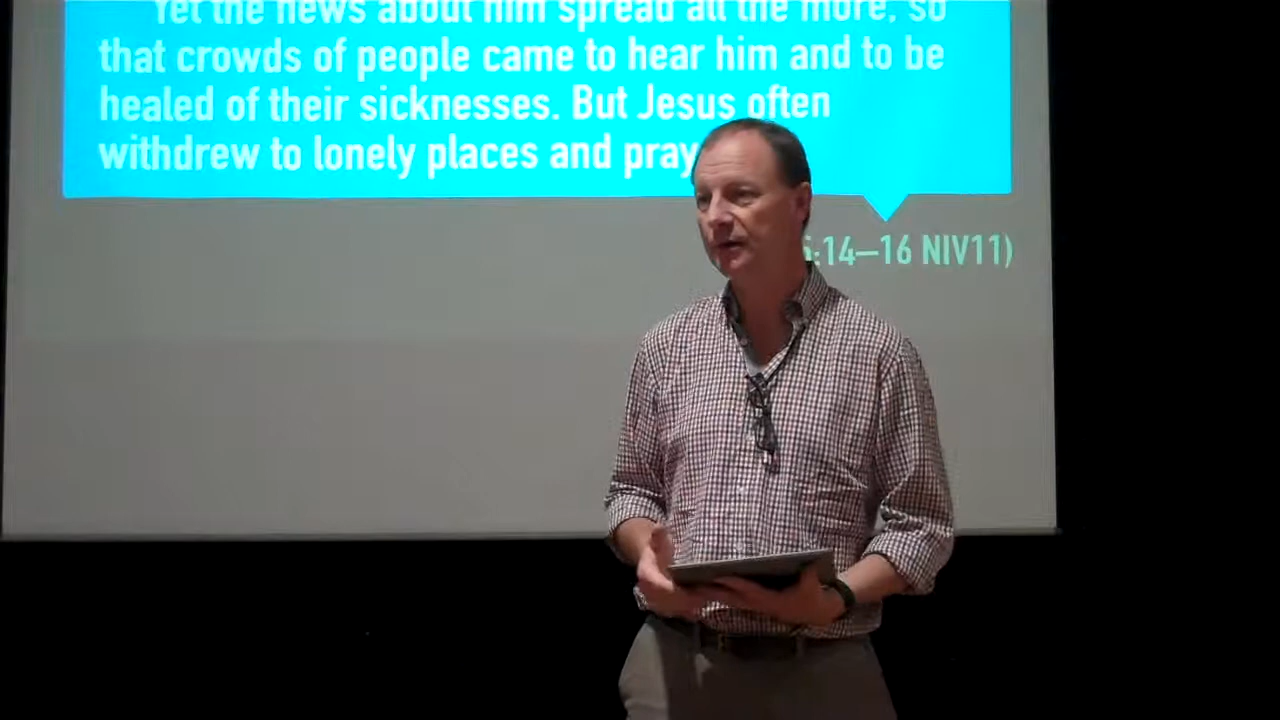 Yet the news about him spread all the more, so
that crowds of people came to hear him and to be
healed of their sicknesses. But Jesus often
withdrew to lonely places and pray
5:14–16 NIV11)